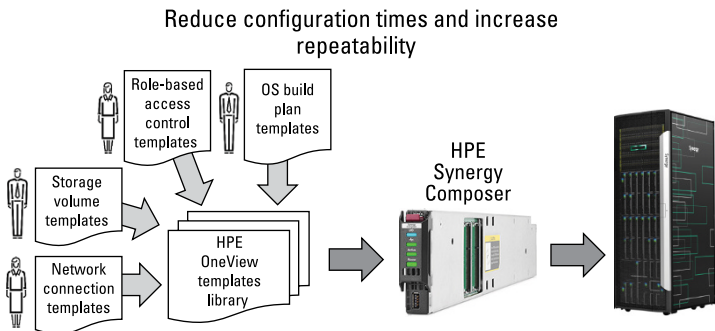 Reduce configuration times and increase
repeatability
Role-based
access
control
templates
OS build
plan
templates
Storage
volume
templates
HPE
OneView
templates
library
Network
connection
templates
HPE
Synergy
Composer